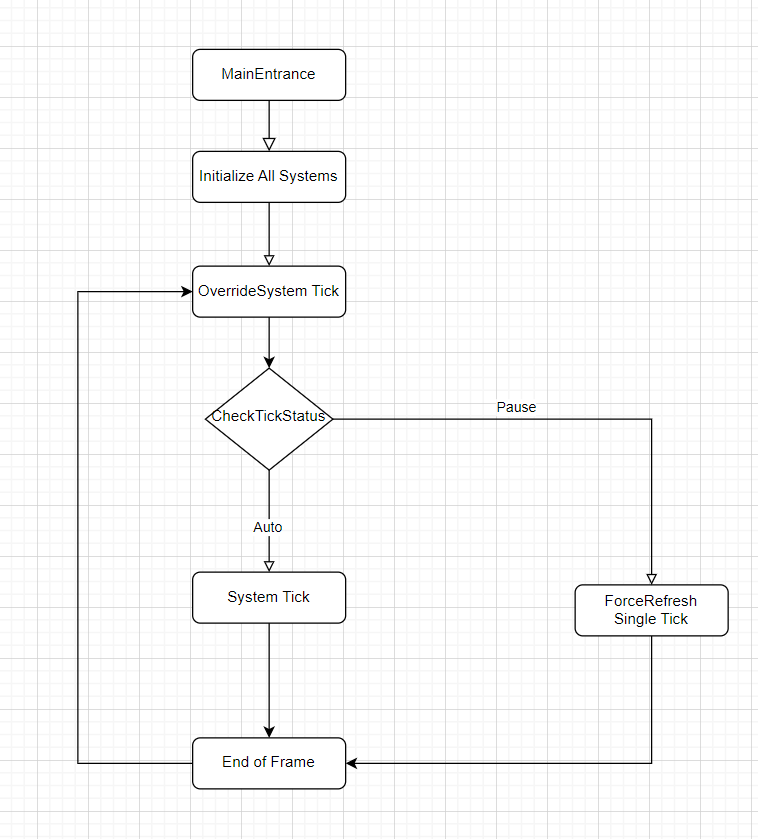 MainEntrance
Initialize All Systems
OverrideSystem Tick
CheckTickStatus
Pause
Auto
System Tick
ForceRefresh
Single Tick
End of Frame